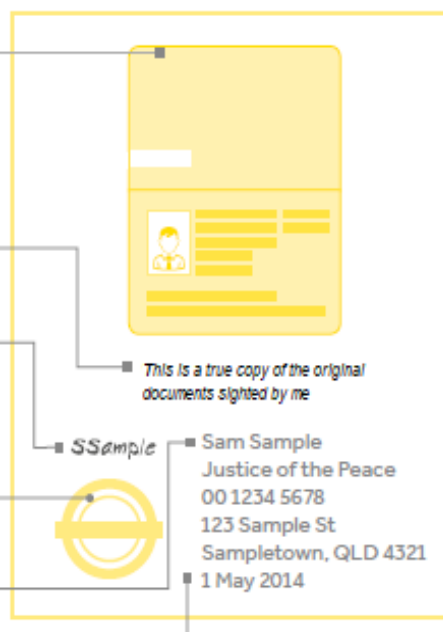 This is a true copy of the original
documents sighted by me
SSample
Sam Sample
Justice of the Peace
00 1234 5678
123 Sample St
Sampletown, QLD 4321
1 May 2014